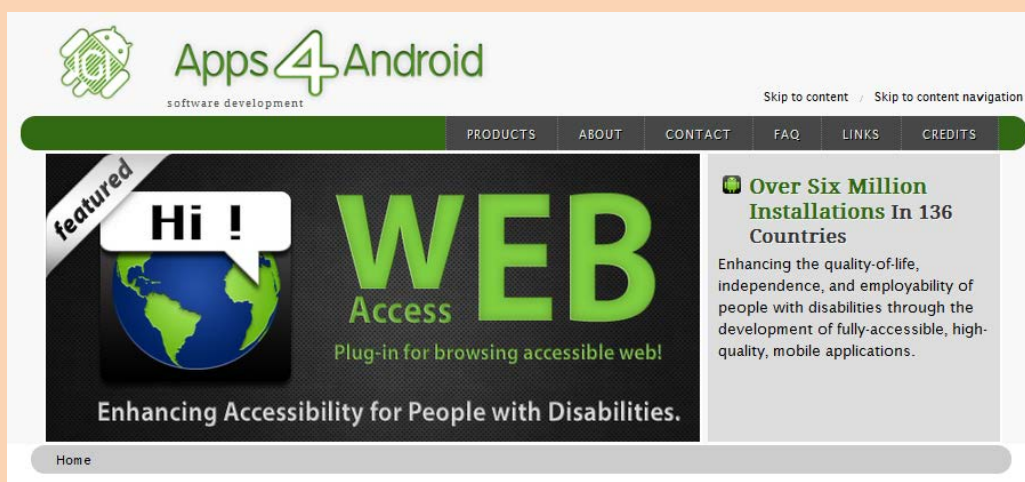 Apps4Android
software development
Skip to content / Skip to content navigation
PRODUCTS ABOUT CONTACT FAQ LINKS CREDITS
featured
Hi !
WEB
Access
Plug-in for browsing accessible web!
Enhancing Accessibility for People with Disabilities.
Over Six Million
Installations In 136
Countries
Enhancing the quality-of-life,
independence, and employability of
people with disabilities through the
development of fully-accessible, high-
quality, mobile applications.
Home